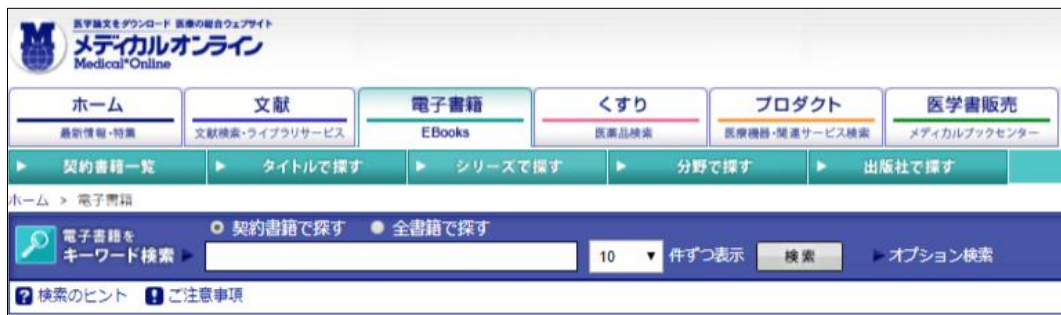 医学論文をダウンロード 医療の総合ウェブサイト
メディカルオンライン
Medical*Online
ホーム 文献 電子書籍 くすり プロダクト 医学書販売
最新情報・特集 文献検索・ライブラリサービス EBooks 医薬品検索 医療機器・関連サービス検索 メディカルブックセンター
契約書籍一覧 タイトルで探す シリーズで探す 分野で探す 出版社で探す
ホーム > 電子書籍
電子書籍を
キーワード検索
契約書籍で探す 全書籍で探す
10 件ずつ表示 検索 オプション検索
検索のヒント ご注意事項